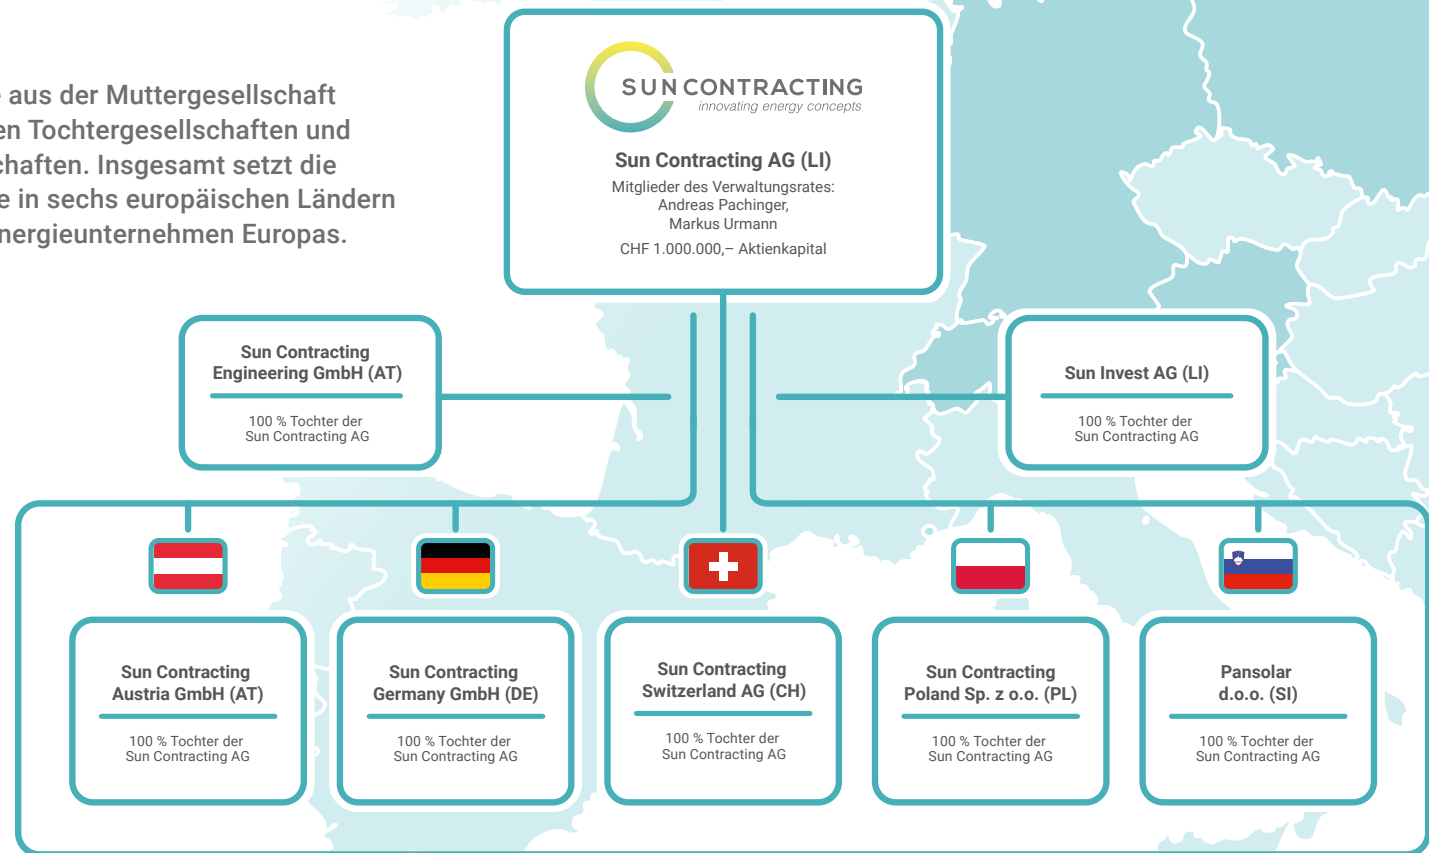 e aus der Muttergesellschaft
en Tochtergesellschaften und
chaften. Insgesamt setzt die
e in sechs europäischen Ländern
nergieunternehmen Europas.
SUN CONTRACTING
innovating energy concepts
Sun Contracting AG (LI)
Mitglieder des Verwaltungsrates:
Andreas Pachinger,
Markus Urmann
CHF 1.000.000,– Aktienkapital
Sun Contracting
Engineering GmbH (AT)
100 % Tochter der
Sun Contracting AG
Sun Invest AG (LI)
100 % Tochter der
Sun Contracting AG
Sun Contracting
Austria GmbH (AT)
100 % Tochter der
Sun Contracting AG
Sun Contracting
Germany GmbH (DE)
100 % Tochter der
Sun Contracting AG
Sun Contracting
Switzerland AG (CH)
100 % Tochter der
Sun Contracting AG
Sun Contracting
Poland Sp. z o.o. (PL)
100 % Tochter der
Sun Contracting AG
Pansolar
d.o.o. (SI)
100 % Tochter der
Sun Contracting AG